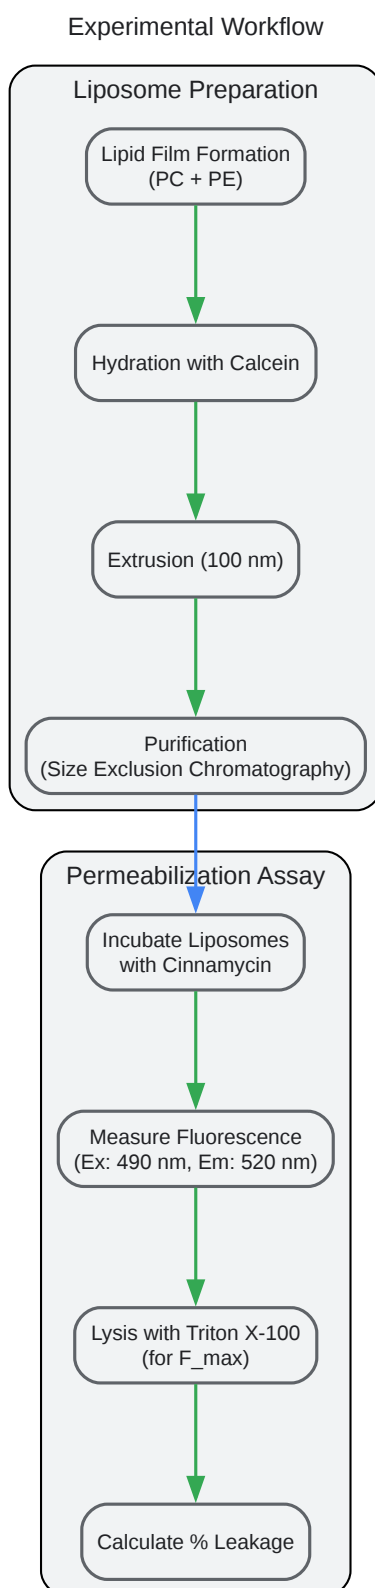 Experimental Workflow
Liposome Preparation
Lipid Film Formation
(PC + PE)
Hydration with Calcein
Extrusion (100 nm)
Purification
(Size Exclusion Chromatography)
Permeabilization Assay
Incubate Liposomes
with Cinnamycin
Measure Fluorescence
(Ex: 490 nm, Em: 520 nm)
Lysis with Triton X-100
(for F_max)
Calculate % Leakage